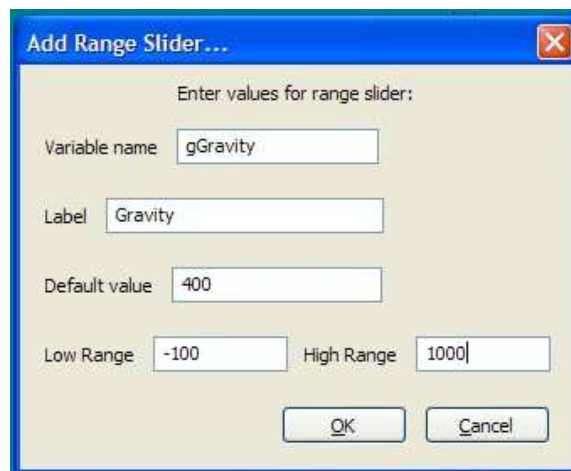 Add Range Slider...
Enter values for range slider:
Variable name gGravity
Label Gravity
Default value 400
Low Range -100 High Range 1000
OK Cancel